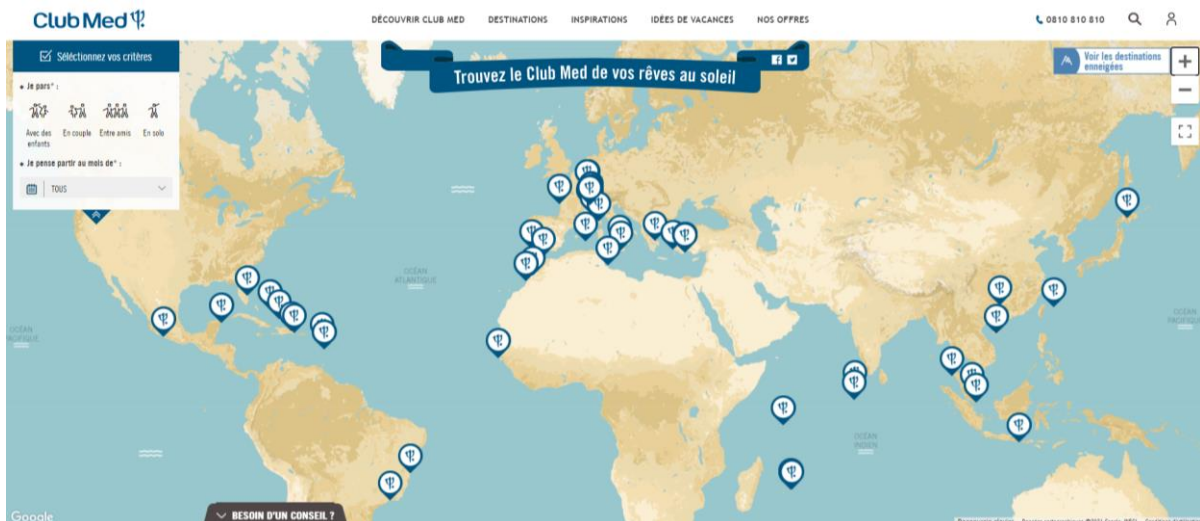 Club Med
DÉCOUVRIR CLUB MED DESTINATIONS INSPIRATIONS IDÉES DE VACANCES NOS OFFRES 0810 810 810
Séléctionnez vos critères
Trouvez le Club Med de vos rêves au soleil
Voir les destinations
enneigées
Je pars* :
Avec des
enfants
En couple
Entre amis
En solo
Je pense partir au mois de* :
TOUS
OCÉAN
ATLANTIQUE
OCÉAN
OCÉAN
PACIFIQUE
OCÉAN
INDIEN
Google
BESOIN D'UN CONSEIL ?